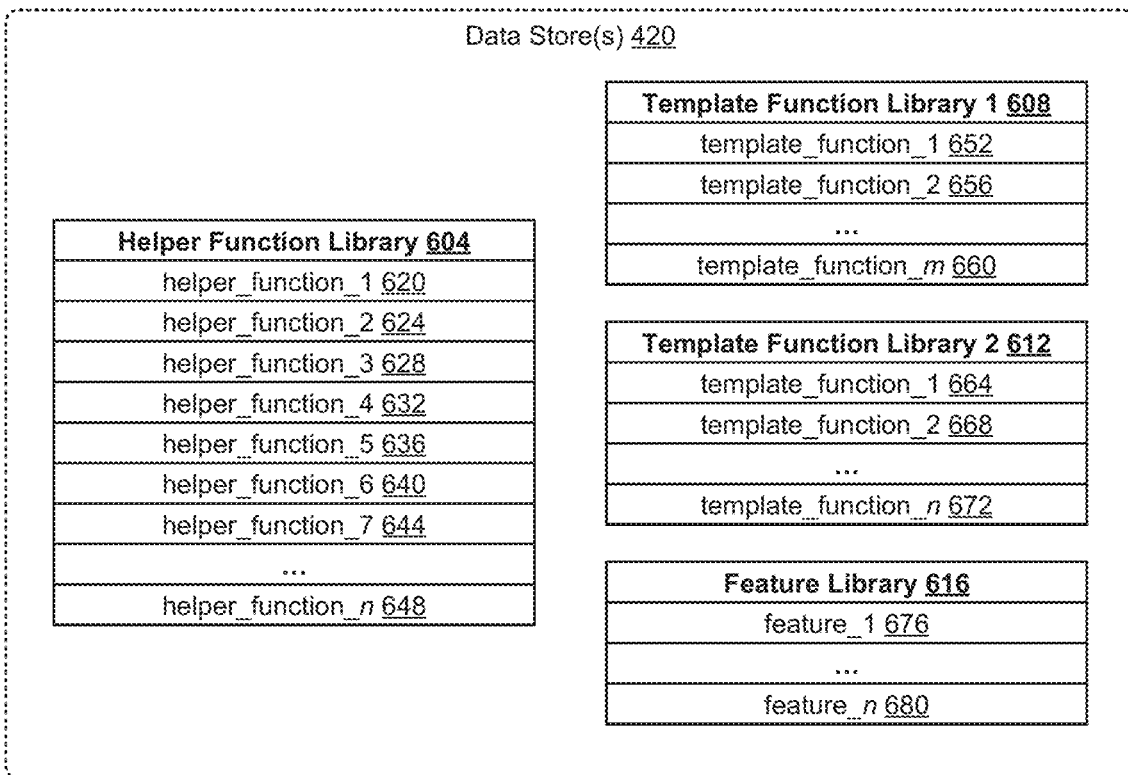 Data Store(s) 420
Helper Function Library 604
helper_function_1 620
helper_function_2 624
helper_function_3 628
helper_function_4 632
helper_function_5 636
helper_function_6 640
helper_function_7 644
...
helper_function_n 648
Template Function Library 1 608
template_function_1 652
template_function_2 656
...
template_function_m 660
Template Function Library 2 612
template_function_1 664
template_function_2 668
...
template_function_n 672
Feature Library 616
feature_1 676
...
feature_n 680